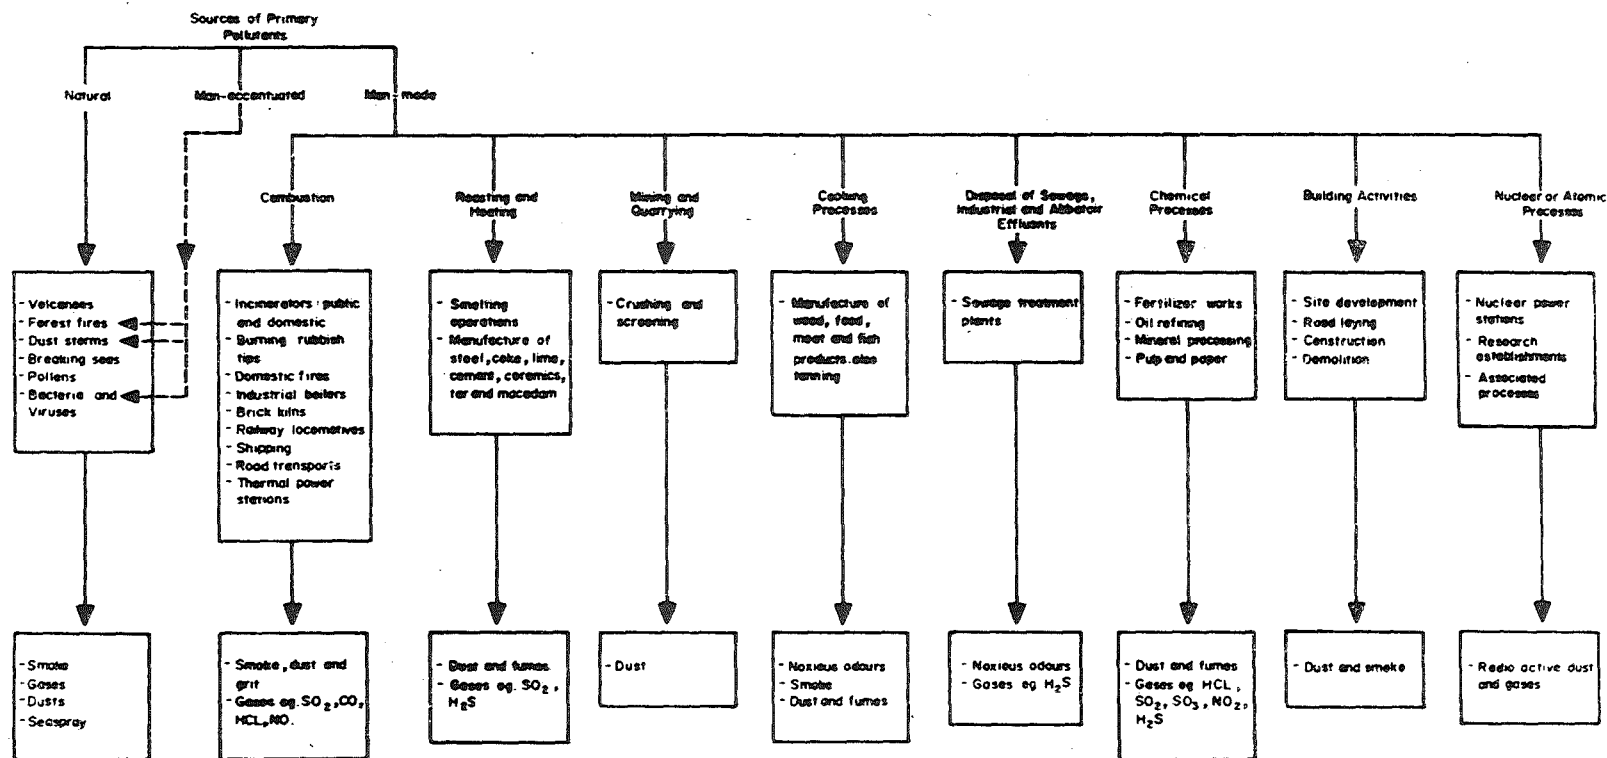 Sources of Primary
Pollutents
Natural
Man-accentuated
Man-made
Combustion
Roasting and
Heating
Mining and
Quarrying
Cooking
Processes
Disposal of Sewage,
Industrial and Abbatoir
Effluants
Chemical
Processes
Building Activities
Nuclear or Atomic
Processes
- Volcanoes
- Forest fires
- Dust storms
- Breaking seas
- Pollens
- Bacteria and
Viruses
- Incinerators: public
and domestic
- Burning rubbish
tips
- Domestic fires
- Industrial boilers
- Brick kilns
- Railway locomotives
- Shipping
- Road transports
- Thermal power
stations
- Smelting
operations
- Manufacture of
steel, coke, lime,
cement, ceramics,
tar and macadam
- Crushing and
screening
- Manufacture of
wood, food,
meat and fish
products. also
tanning
- Sewage treatment
plants
- Fertilizer works
- Oil refining
- Mineral processing
- Pulp and paper
- Site development
- Road laying
- Construction
- Demolition
- Nuclear power
stations
- Research
establishments
- Associated
processes
- Smoke
- Gases
- Dusts
- Seaspray
- Smoke, dust and
grit
- Gases eg. SO2, CO,
HCL, NO.
- Dust and fumes
- Gases eg. SO2,
H2S
- Dust
- Noxious odours
- Smoke
- Dust and fumes
- Noxious odours
- Gases eg H2S
- Dust and fumes
- Gases eg HCL,
SO2, SO3, NO2,
H2S
- Dust and smoke
- Radio active dust
and gases